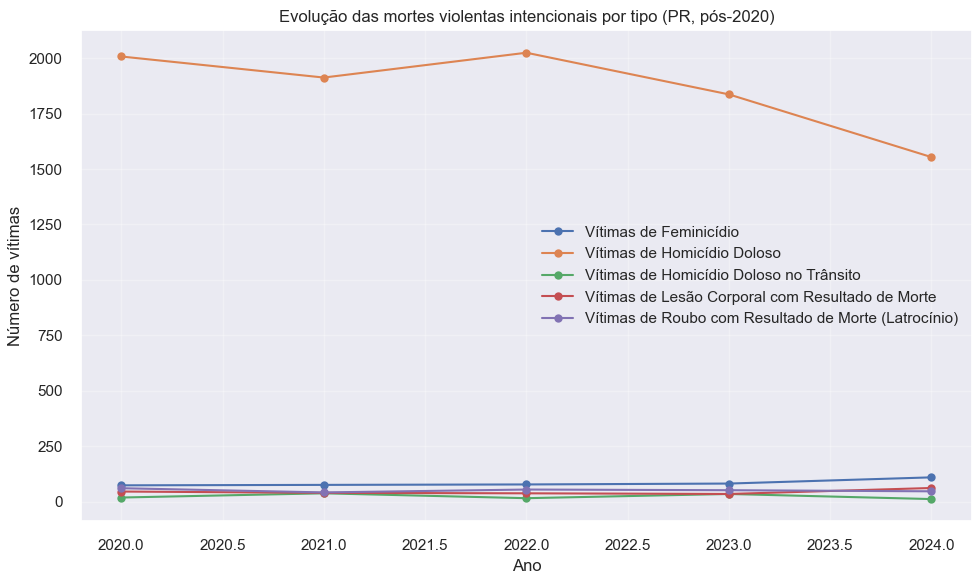 Evolução das mortes violentas intencionais por tipo (PR, pós-2020)
Número de vítimas
2000
1750
1500
1250
1000
750
500
250
0
Vítimas de Feminicídio
Vítimas de Homicídio Doloso
Vítimas de Homicídio Doloso no Trânsito
Vítimas de Lesão Corporal com Resultado de Morte
Vítimas de Roubo com Resultado de Morte (Latrocínio)
2020.0 2020.5 2021.0 2021.5 2022.0 2022.5 2023.0 2023.5 2024.0
Ano